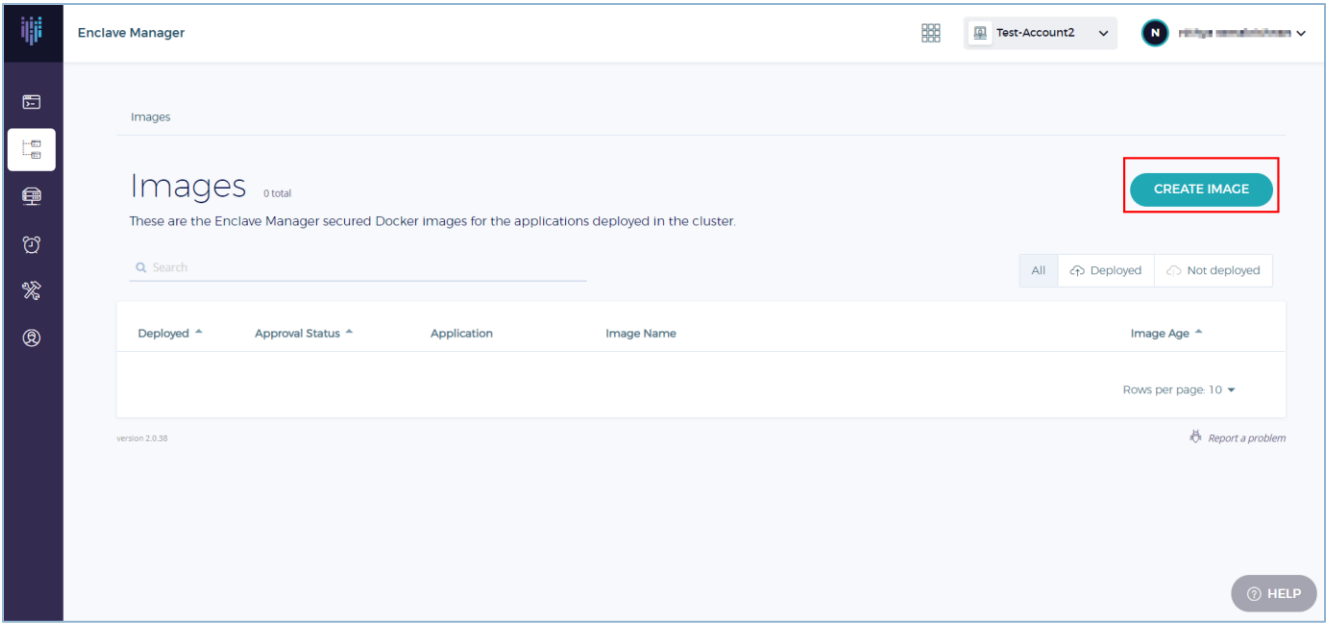 Enclave Manager
Test-Account2
N
Images
Images 0 total
CREATE IMAGE
These are the Enclave Manager secured Docker images for the applications deployed in the cluster.
Search
All Deployed Not deployed
Deployed Approval Status Application Image Name Image Age
Rows per page: 10
version 2.0.38
Report a problem
HELP